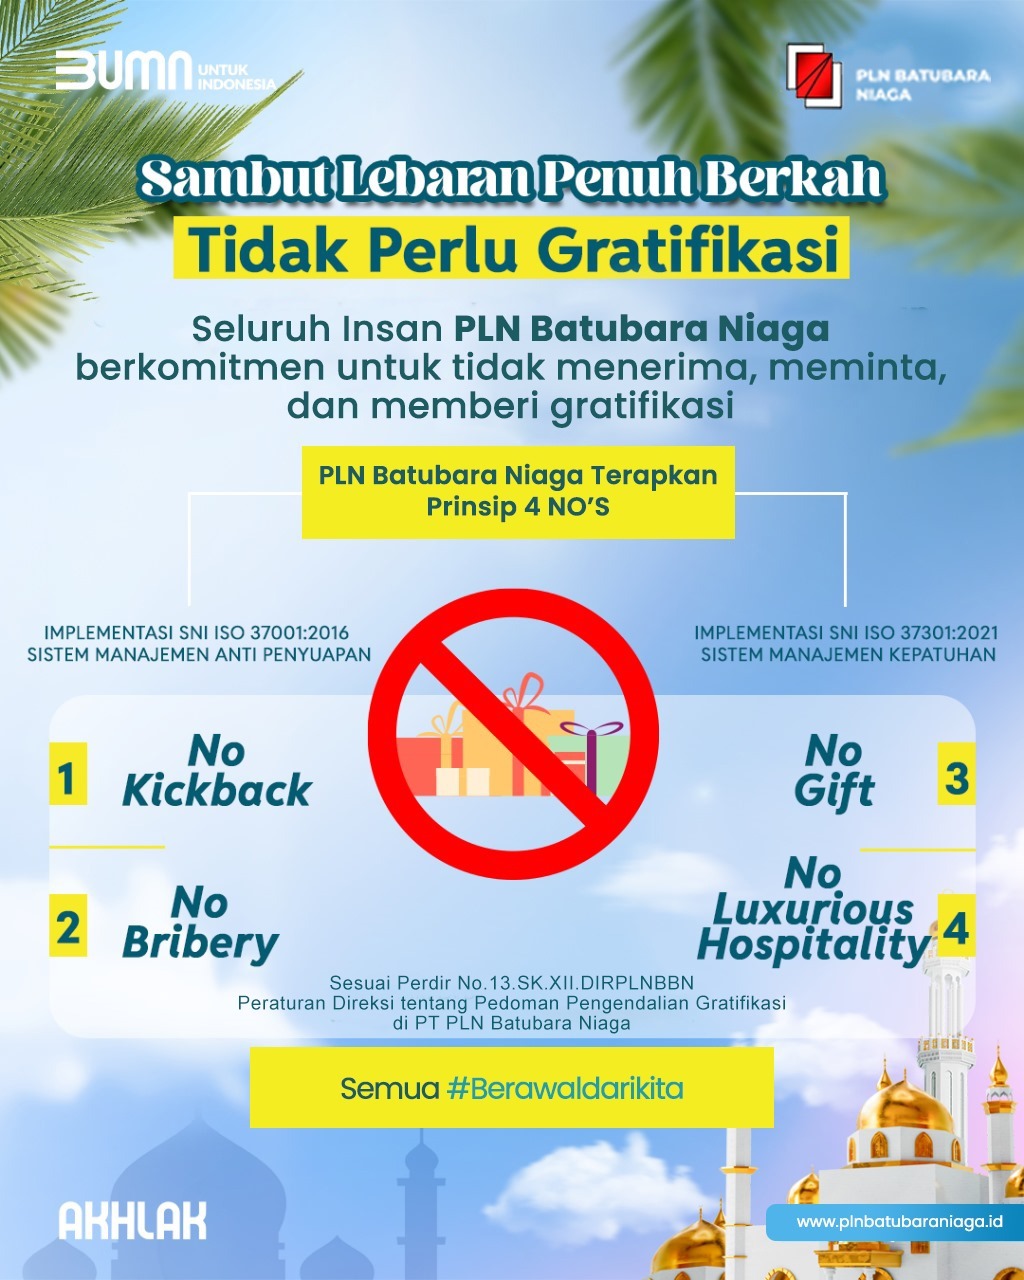 BUMN UNTUK
INDONESIA
PLN BATUBARA
NIAGA
Sambut Lebaran Penuh Berkah
Tidak Perlu Gratifikasi
Seluruh Insan PLN Batubara Niaga
berkomitmen untuk tidak menerima, meminta,
dan memberi gratifikasi
PLN Batubara Niaga Terapkan
Prinsip 4 NO'S
IMPLEMENTASI SNI ISO 37001:2016
SISTEM MANAJEMEN ANTI PENYUAPAN
IMPLEMENTASI SNI ISO 37301:2021
SISTEM MANAJEMEN KEPATUHAN
1
No
Kickback
2
No
Bribery
No
Gift
3
No
Luxurious
Hospitality
4
Sesuai Perdir No.13.SK.XII.DIRPLNBBN
Peraturan Direksi tentang Pedoman Pengendalian Gratifikasi
di PT PLN Batubara Niaga
Semua #Berawaldarikita
AKHLAK
www.plnbatubaraniaga.id